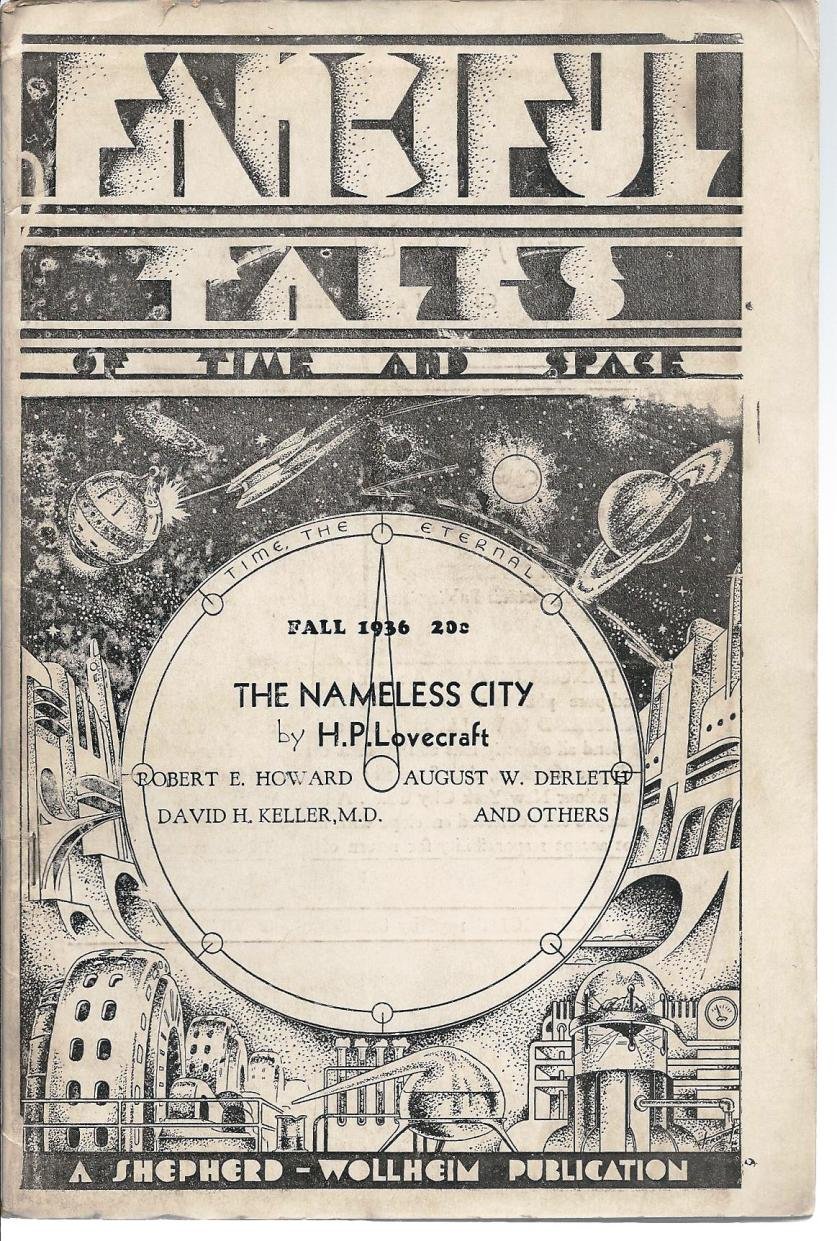 FANCIFUL
TALES
OF TIME AND SPACE
TIME, THE ETERNAL
FALL 1936 20c
THE NAMELESS CITY
by H.P.Lovecraft
ROBERT E. HOWARD AUGUST W. DERLETH
DAVID H. KELLER,M.D. AND OTHERS
A SHEPHERD - WOLLHEIM PUBLICATION